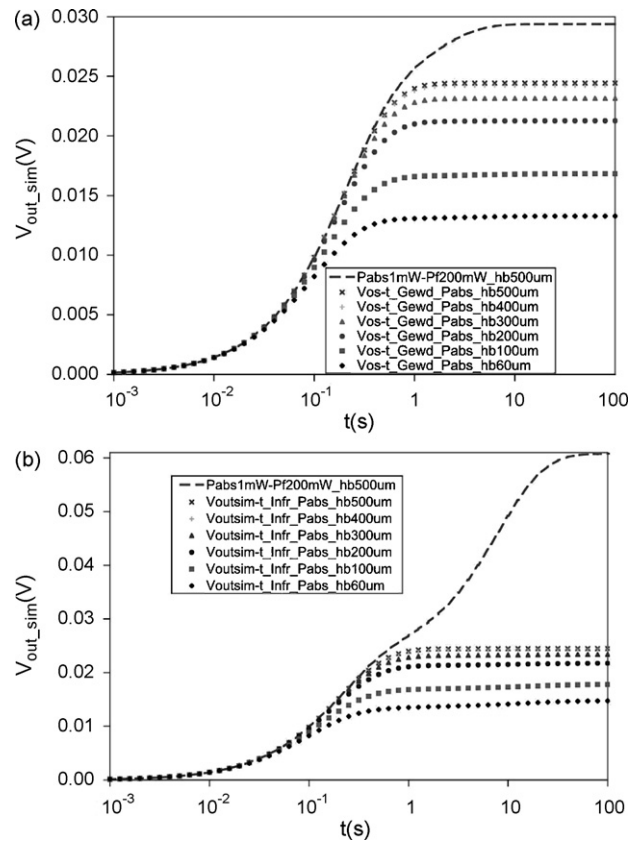 (a)
0.030
0.025
0.020
0.015
0.010
0.005
0.000
V_out_sim(V)
Pabs1mW-Pf200mW_hb500um
Vos-t_Gewd_Pabs_hb500um
Vos-t_Gewd_Pabs_hb400um
Vos-t_Gewd_Pabs_hb300um
Vos-t_Gewd_Pabs_hb200um
Vos-t_Gewd_Pabs_hb100um
Vos-t_Gewd_Pabs_hb60um
10⁻³ 10⁻² 10⁻¹ 1 10 100
t(s)
(b)
0.06
0.05
0.04
0.03
0.02
0.01
0.00
V_out_sim(V)
Pabs1mW-Pf200mW_hb500um
Voutsim-t_Infr_Pabs_hb500um
Voutsim-t_Infr_Pabs_hb400um
Voutsim-t_Infr_Pabs_hb300um
Voutsim-t_Infr_Pabs_hb200um
Voutsim-t_Infr_Pabs_hb100um
Voutsim-t_Infr_Pabs_hb60um
10⁻³ 10⁻² 10⁻¹ 1 10 100
t(s)